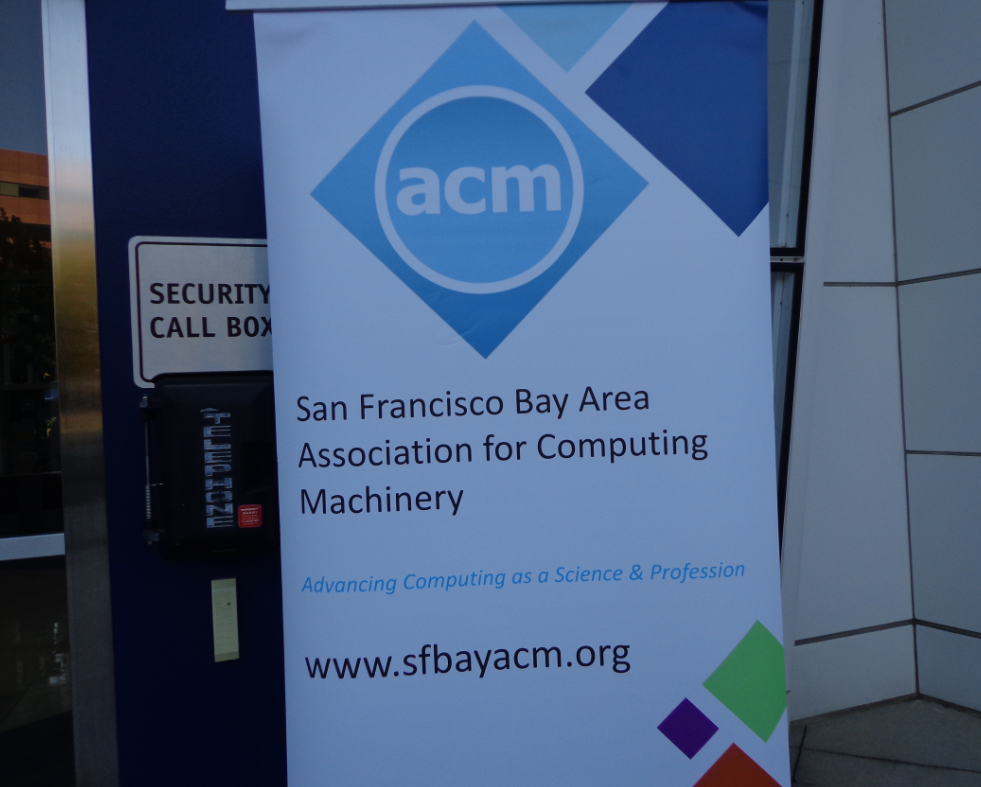 acm
SECURITY
CALL BOX
TELEPHONE
San Francisco Bay Area
Association for Computing
Machinery
Advancing Computing as a Science & Profession
www.sfbayacm.org